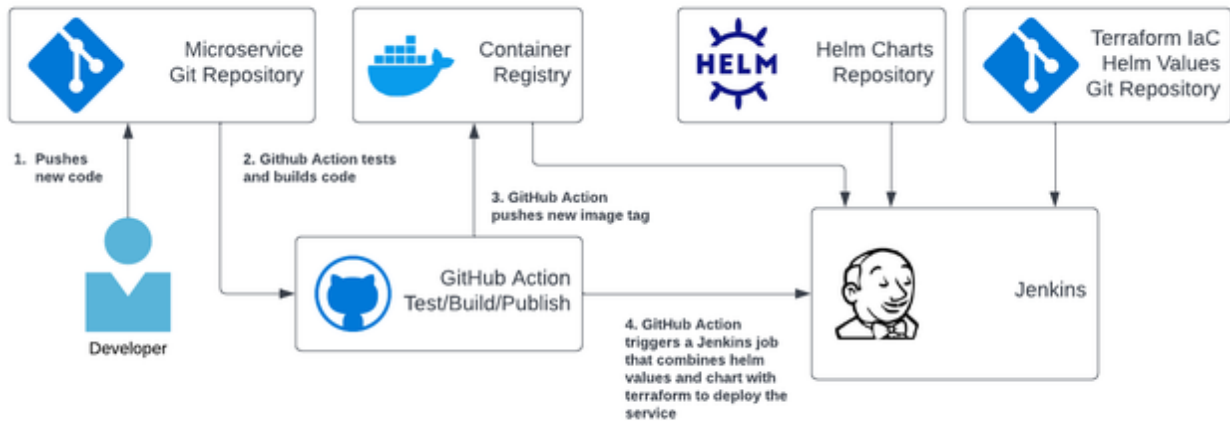 Microservice
Git Repository
Container
Registry
HELM
Helm Charts
Repository
Terraform IaC
Helm Values
Git Repository
1. Pushes
new code
2. Github Action tests
and builds code
3. GitHub Action
pushes new image tag
GitHub Action
Test/Build/Publish
Jenkins
Developer
4. GitHub Action
triggers a Jenkins job
that combines helm
values and chart with
terraform to deploy the
service